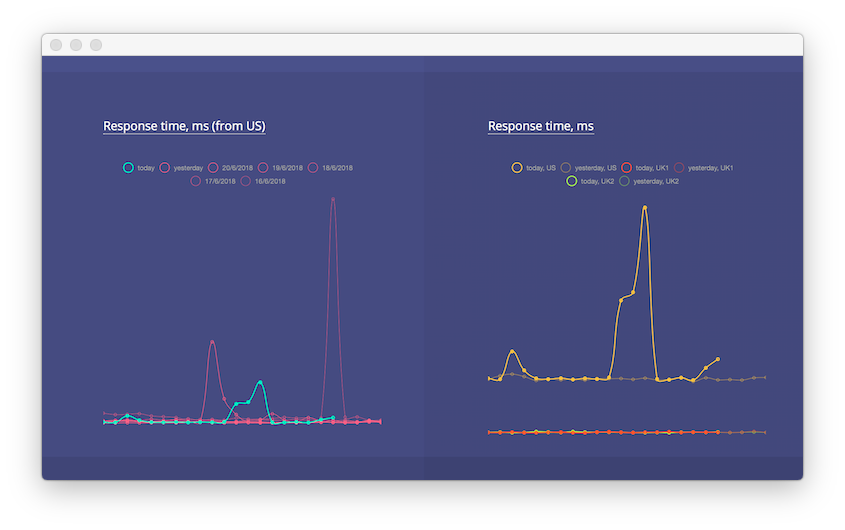 Response time, ms (from US)
today yesterday 20/6/2018 19/6/2018 18/6/2018
17/6/2018 16/6/2018
Response time, ms
today, US yesterday, US today, UK1 yesterday, UK1
today, UK2 yesterday, UK2